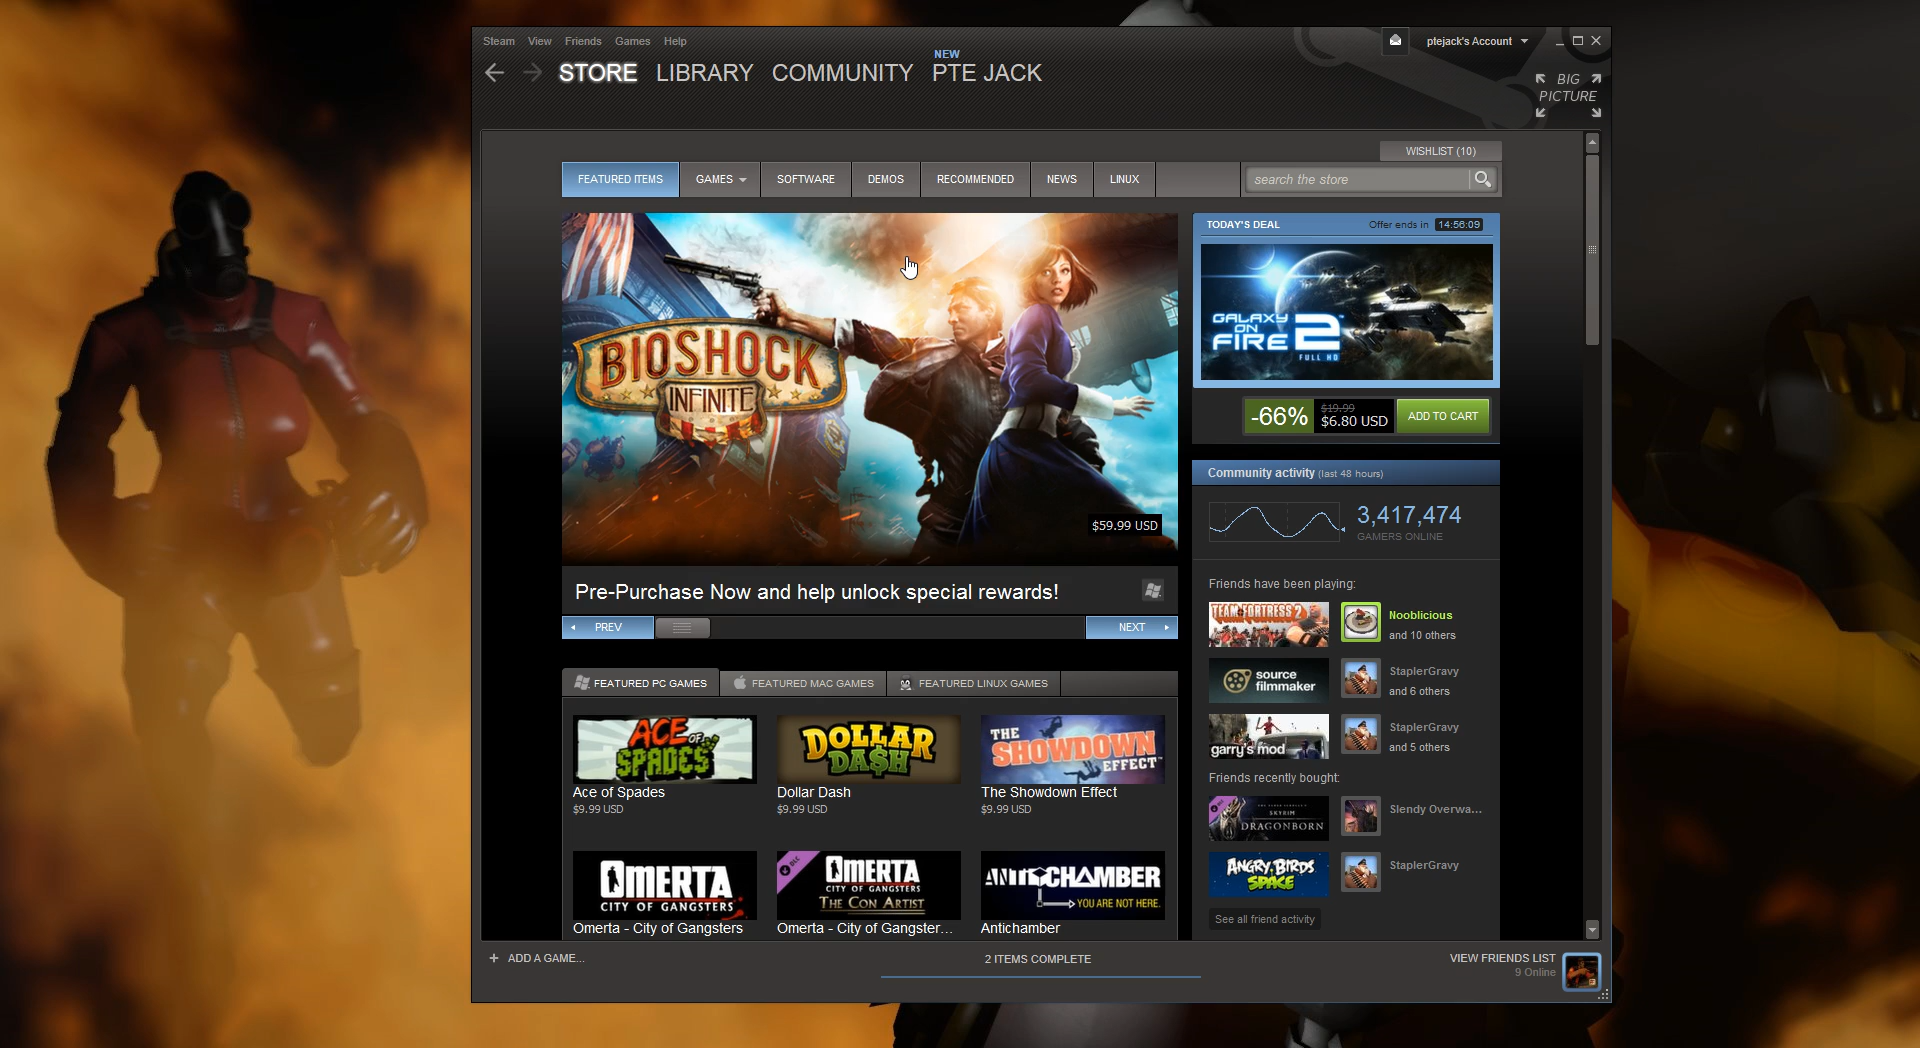 Steam View Friends Games Help
ptejack's Account
NEW
STORE LIBRARY COMMUNITY PTE JACK
BIG PICTURE
WISHLIST (10)
FEATURED ITEMS GAMES SOFTWARE DEMOS RECOMMENDED NEWS LINUX
search the store
BIOSHOCK
INFINITE
$59.99 USD
Pre-Purchase Now and help unlock special rewards!
PREV NEXT
TODAY'S DEAL Offer ends in 14:56:09
GALAXY
ON
FIRE 2
FULL HD
-66% $19.99
$6.80 USD
ADD TO CART
Community activity (last 48 hours)
3,417,474
GAMERS ONLINE
Friends have been playing:
TEAM FORTRESS 2
Nooblicious
and 10 others
source
filmmaker
StaplerGravy
and 6 others
garry's mod
StaplerGravy
and 5 others
Friends recently bought:
DLC
SKYRIM
DRAGONBORN
Slendy Overwa...
ANGRY BIRDS
SPACE
StaplerGravy
See all friend activity
FEATURED PC GAMES FEATURED MAC GAMES FEATURED LINUX GAMES
ACE OF
SPADES
Ace of Spades
$9.99 USD
DOLLAR
DA$H
Dollar Dash
$9.99 USD
THE
SHOWDOWN
EFFECT
The Showdown Effect
$9.99 USD
OMERTA
CITY OF GANGSTERS
Omerta - City of Gangsters
DLC
OMERTA
CITY OF GANGSTERS
THE CON ARTIST
Omerta - City of Gangster...
ANTICHAMBER
YOU ARE NOT HERE.
Antichamber
+ ADD A GAME...
2 ITEMS COMPLETE
VIEW FRIENDS LIST
9 Online